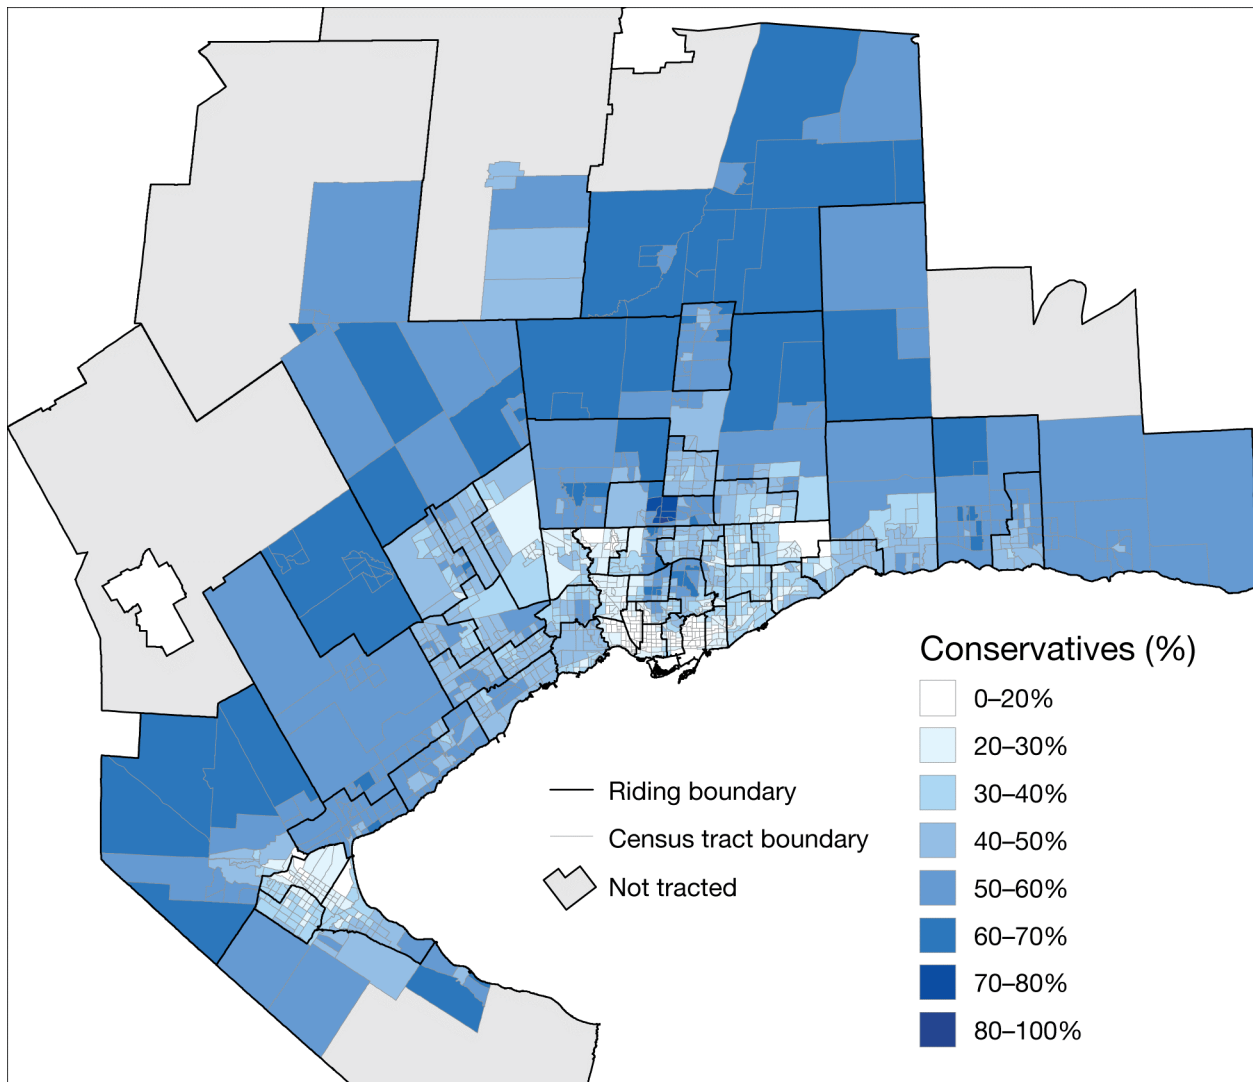 Conservatives (%)
0–20%
20–30%
30–40%
40–50%
50–60%
60–70%
70–80%
80–100%
Riding boundary
Census tract boundary
Not tracted